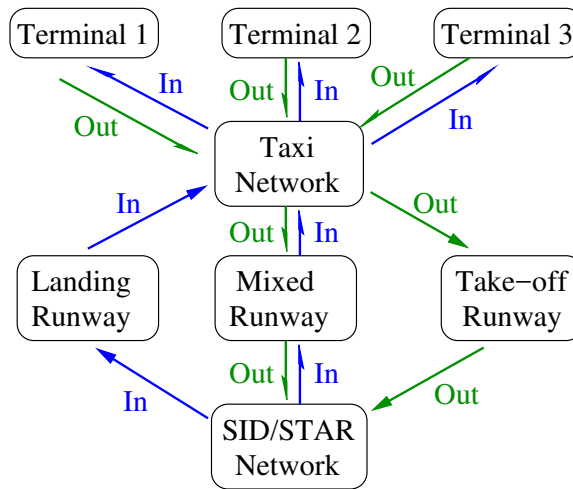 Terminal 1
Terminal 2
Terminal 3
In
Out
In
Out
Out
In
Taxi
Network
In
Out
In
Out
Landing
Runway
Mixed
Runway
Take−off
Runway
In
Out
In
Out
SID/STAR
Network